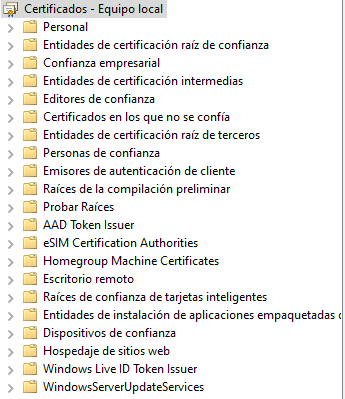 Certificados - Equipo local
Personal
Entidades de certificación raíz de confianza
Confianza empresarial
Entidades de certificación intermedias
Editores de confianza
Certificados en los que no se confía
Entidades de certificación raíz de terceros
Personas de confianza
Emisores de autenticación de cliente
Raíces de la compilación preliminar
Probar Raíces
AAD Token Issuer
eSIM Certification Authorities
Homegroup Machine Certificates
Escritorio remoto
Raíces de confianza de tarjetas inteligentes
Entidades de instalación de aplicaciones empaquetadas
Dispositivos de confianza
Hospedaje de sitios web
Windows Live ID Token Issuer
WindowsServerUpdateServices